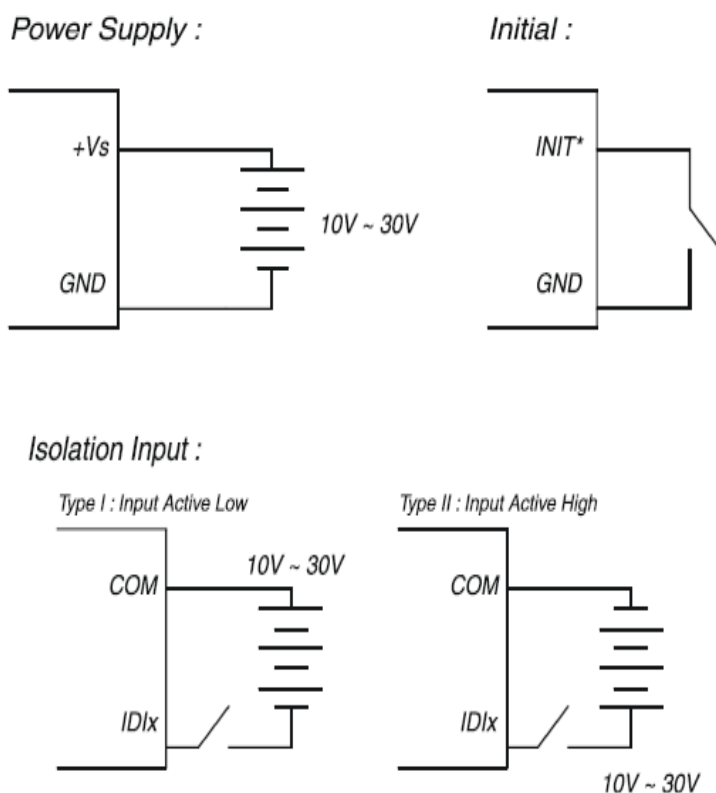 Power Supply :
Initial :
+Vs
10V ~ 30V
GND
INIT*
GND
Isolation Input :
Type I : Input Active Low
Type II : Input Active High
COM
10V ~ 30V
IDIx
COM
IDIx
10V ~ 30V